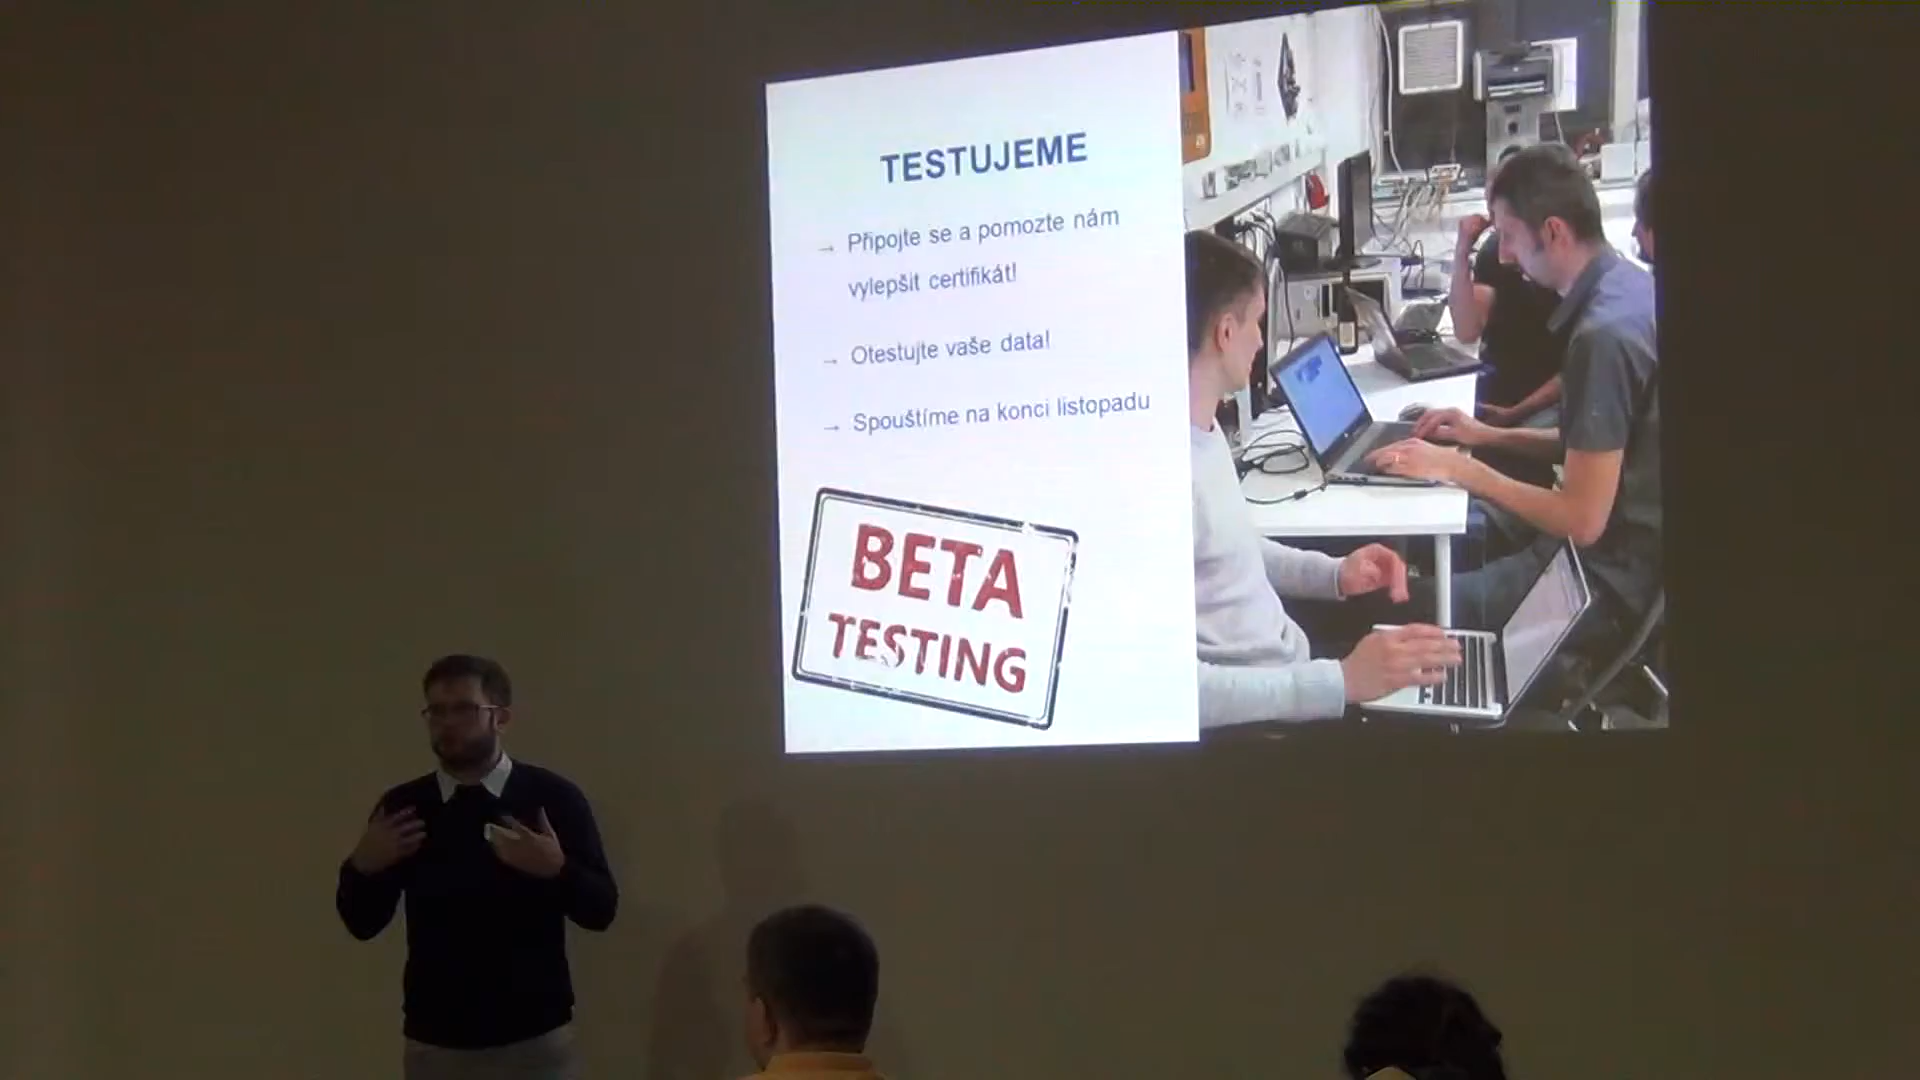 TESTUJEME
→ Připojte se a pomozte nám
vylepšit certifikát!
→ Otestujte vaše data!
→ Spouštíme na konci listopadu
BETA
TESTING